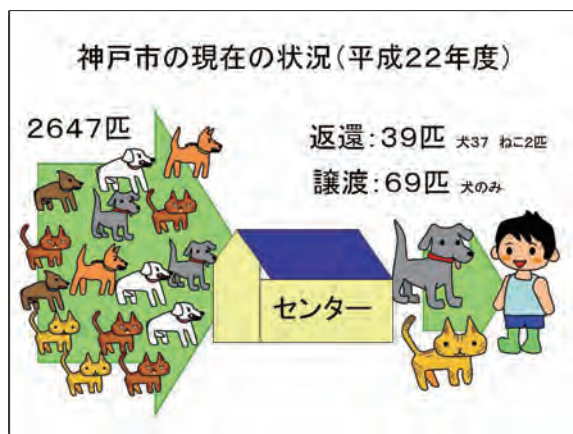 神戸市の現在の状況(平成22年度)
2647匹
返還:39匹 犬37 ねこ2匹
譲渡:69匹 犬のみ
センター